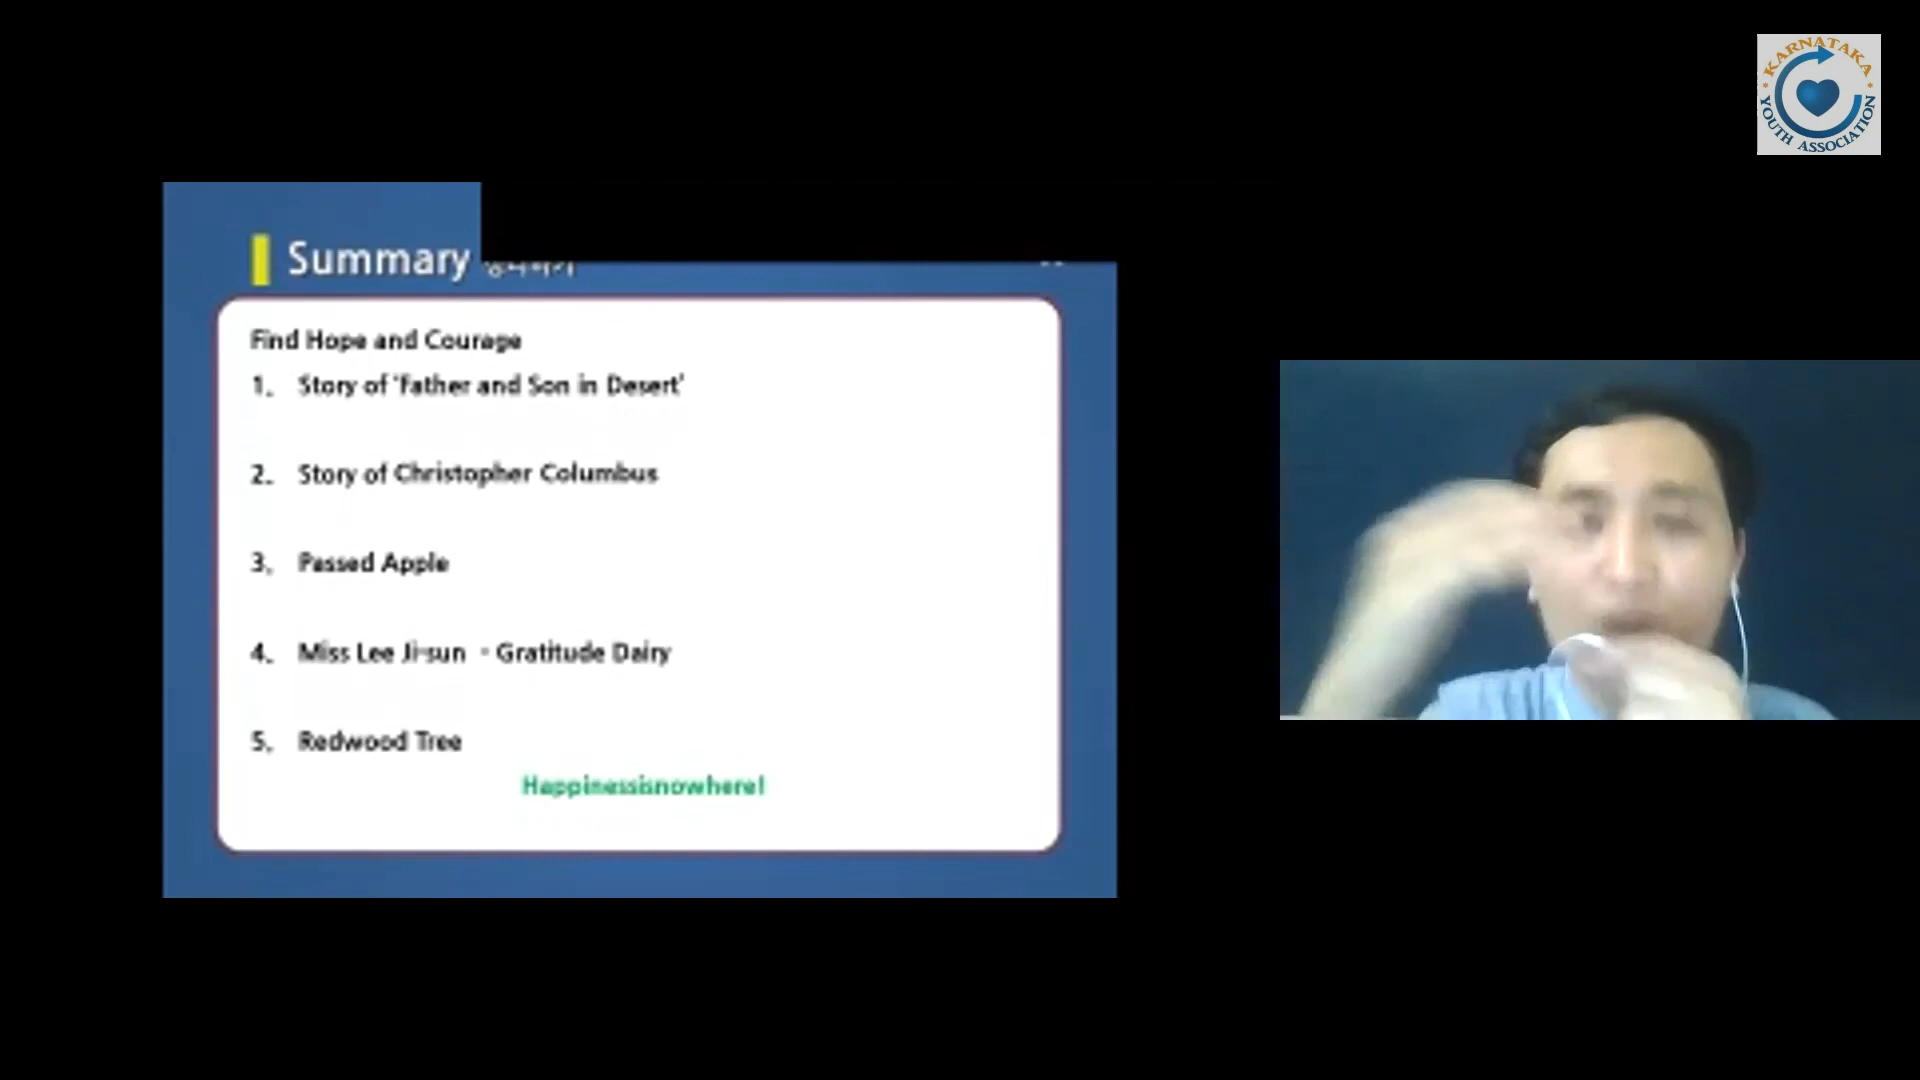 KARNATAKA
YOUTH ASSOCIATION
Summary
Find Hope and Courage
1. Story of 'Father and Son in Desert'
2. Story of Christopher Columbus
3. Passed Apple
4. Miss Lee Ji-sun - Gratitude Dairy
5. Redwood Tree
Happinessisnowhere!